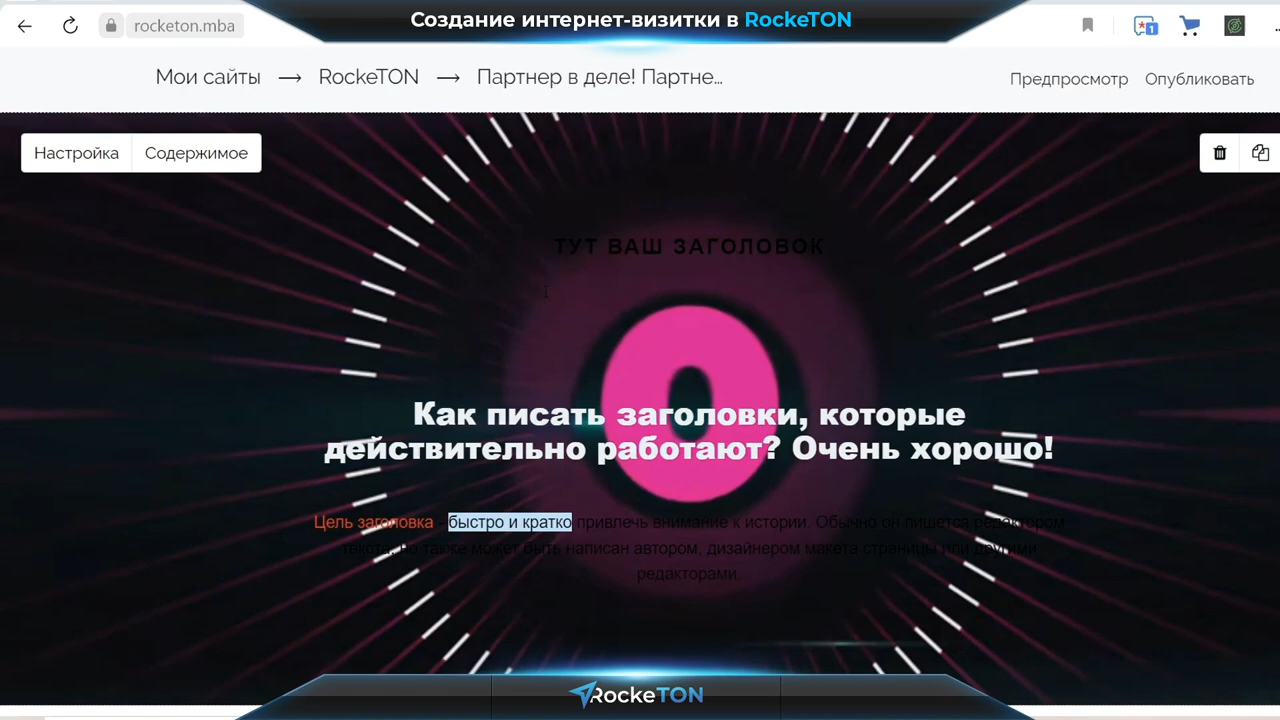 Создание интернет-визитки в RockeTON
rocketon.mba
1
Мои сайты → RockeTON → Партнер в деле! Партне...
Предпросмотр Опубликовать
Настройка Содержимое
ТУТ ВАШ ЗАГОЛОВОК
0
Как писать заголовки, которые
действительно работают? Очень хорошо!
Цель заголовка - быстро и кратко привлечь внимание к истории. Обычно он пишется редактором
текста, но также может быть написан автором, дизайнером макета страницы или другими
редакторами.
RockeTON